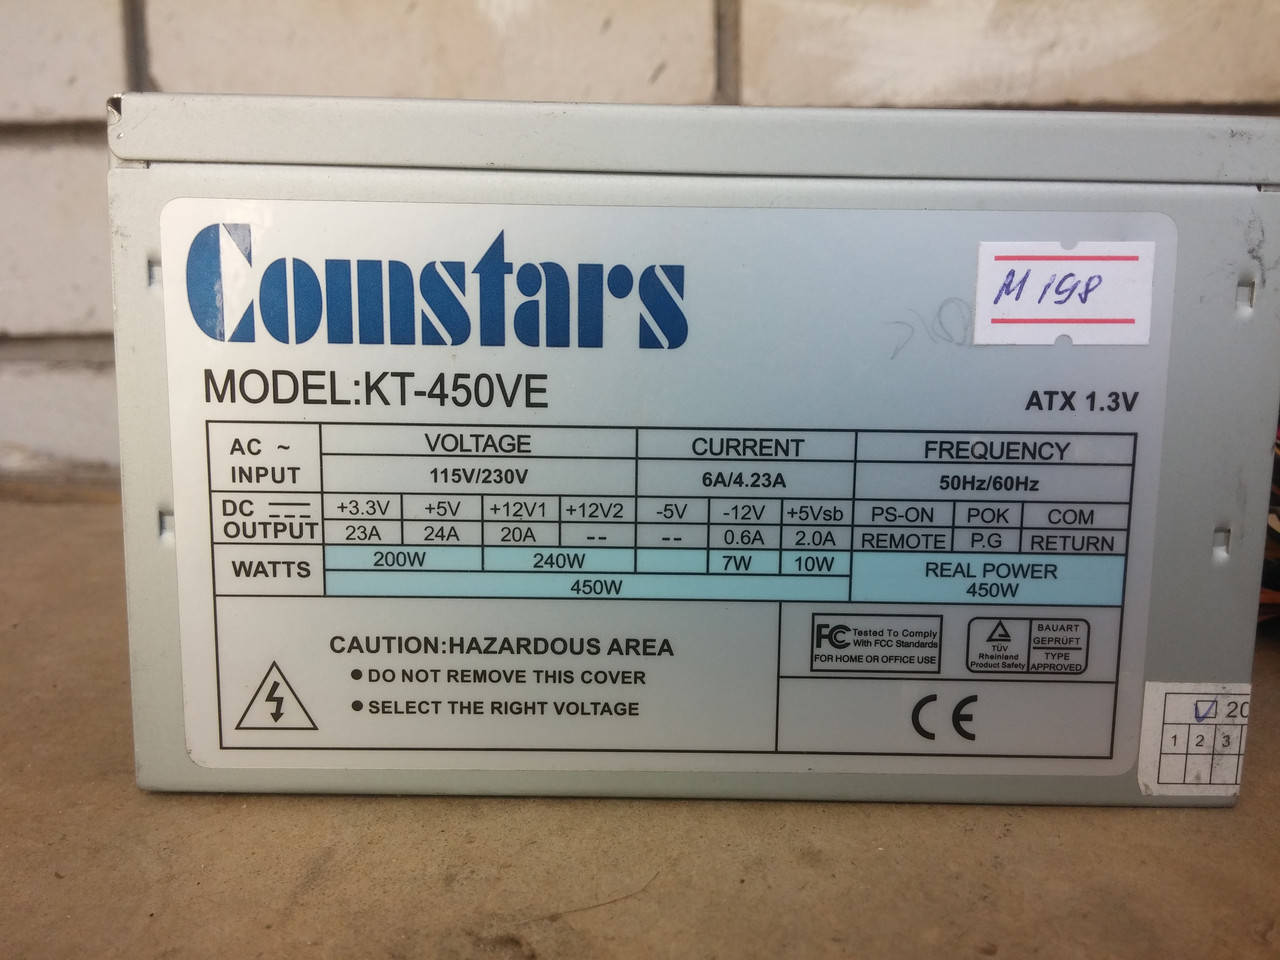 Comstars
M 198
MODEL:KT-450VE
ATX 1.3V
AC ~ INPUT VOLTAGE CURRENT FREQUENCY
115V/230V 6A/4.23A 50Hz/60Hz
DC OUTPUT +3.3V +5V +12V1 +12V2 -5V -12V +5Vsb PS-ON POK COM
23A 24A 20A -- -- 0.6A 2.0A REMOTE P.G RETURN
WATTS 200W 240W 7W 10W REAL POWER
450W 450W
CAUTION:HAZARDOUS AREA
● DO NOT REMOVE THIS COVER
● SELECT THE RIGHT VOLTAGE
FC Tested To Comply
With FCC Standards
FOR HOME OR OFFICE USE
TÜV
Rheinland
Product Safety
BAUART
GEPRÜFT
TYPE
APPROVED
CE
20
1 2 3